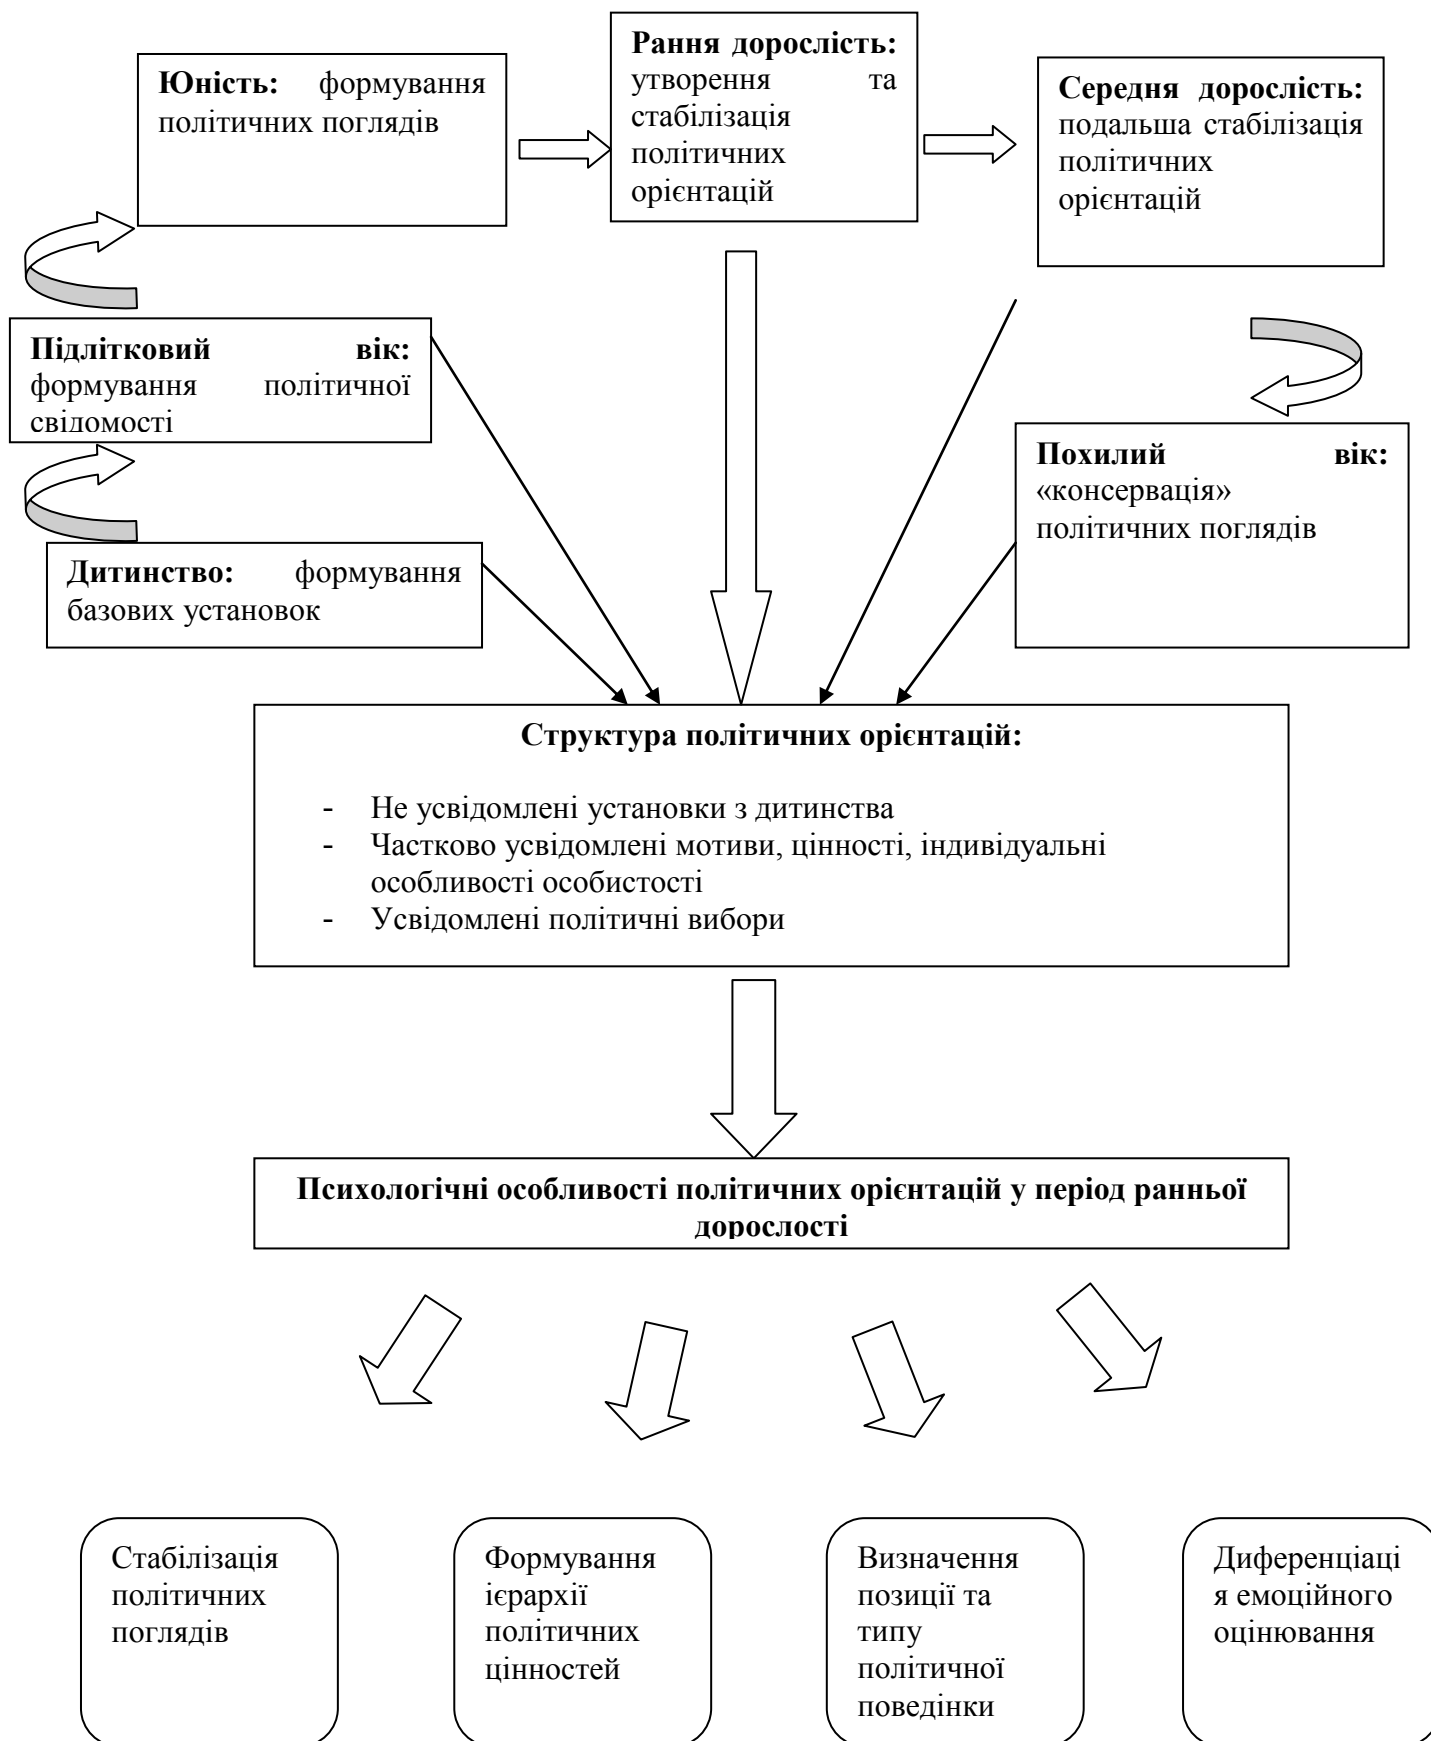 Юність: формування
політичних поглядів
Рання дорослість:
утворення та
стабілізація
політичних
орієнтацій
Середня дорослість:
подальша стабілізація
політичних
орієнтацій
Підлітковий вік:
формування політичної
свідомості
Похилий вік:
«консервація»
політичних поглядів
Дитинство: формування
базових установок
Структура політичних орієнтацій:
- Не усвідомлені установки з дитинства
- Частково усвідомлені мотиви, цінності, індивідуальні
особливості особистості
- Усвідомлені політичні вибори
Психологічні особливості політичних орієнтацій у період ранньої
дорослості
Стабілізація
політичних
поглядів
Формування
ієрархії
політичних
цінностей
Визначення
позиції та
типу
політичної
поведінки
Диференціаці
я емоційного
оцінювання